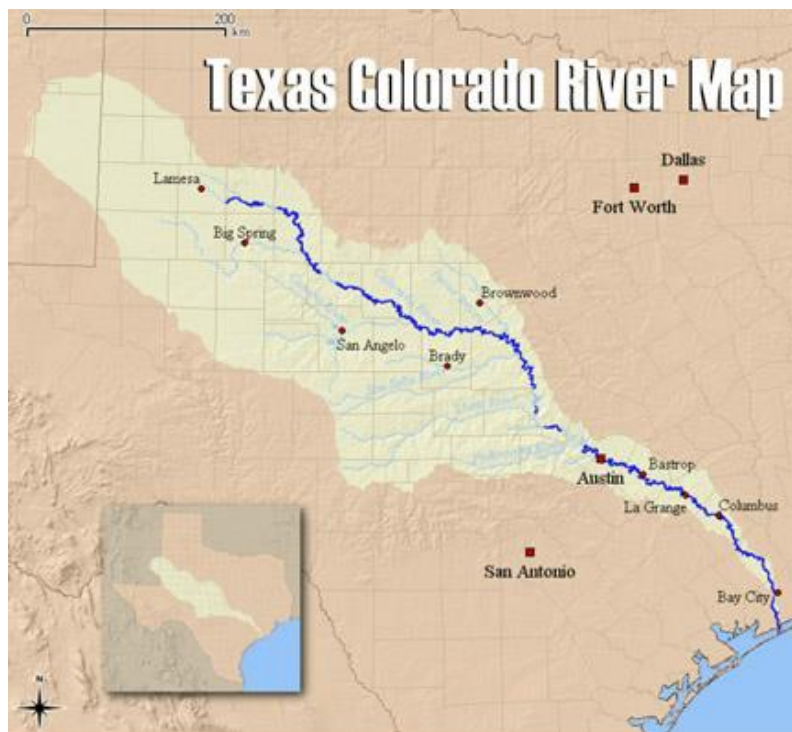 0 200
km
Texas Colorado River Map
Dallas
Lamesa
Fort Worth
Big Spring
Brownwood
San Angelo
Brady
Bastrop
Austin
La Grange
Columbus
San Antonio
Bay City
N